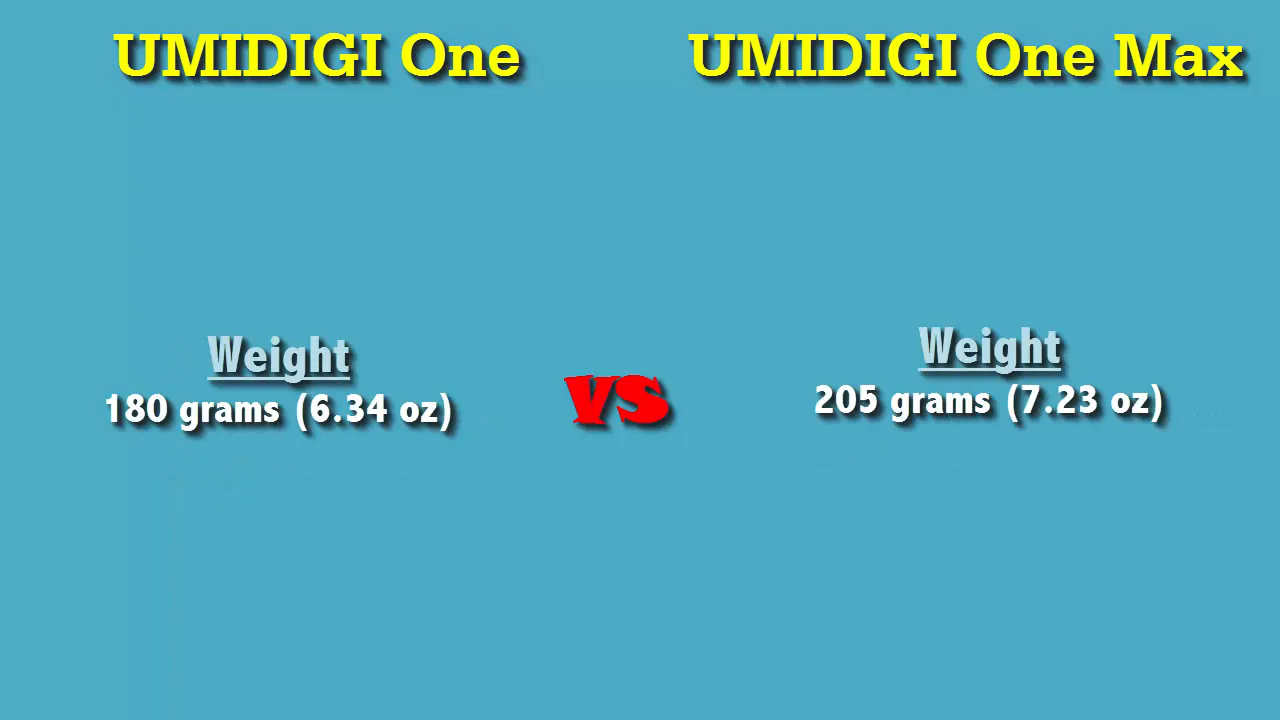 UMIDIGI One
UMIDIGI One Max
Weight
180 grams (6.34 oz)
vs
Weight
205 grams (7.23 oz)